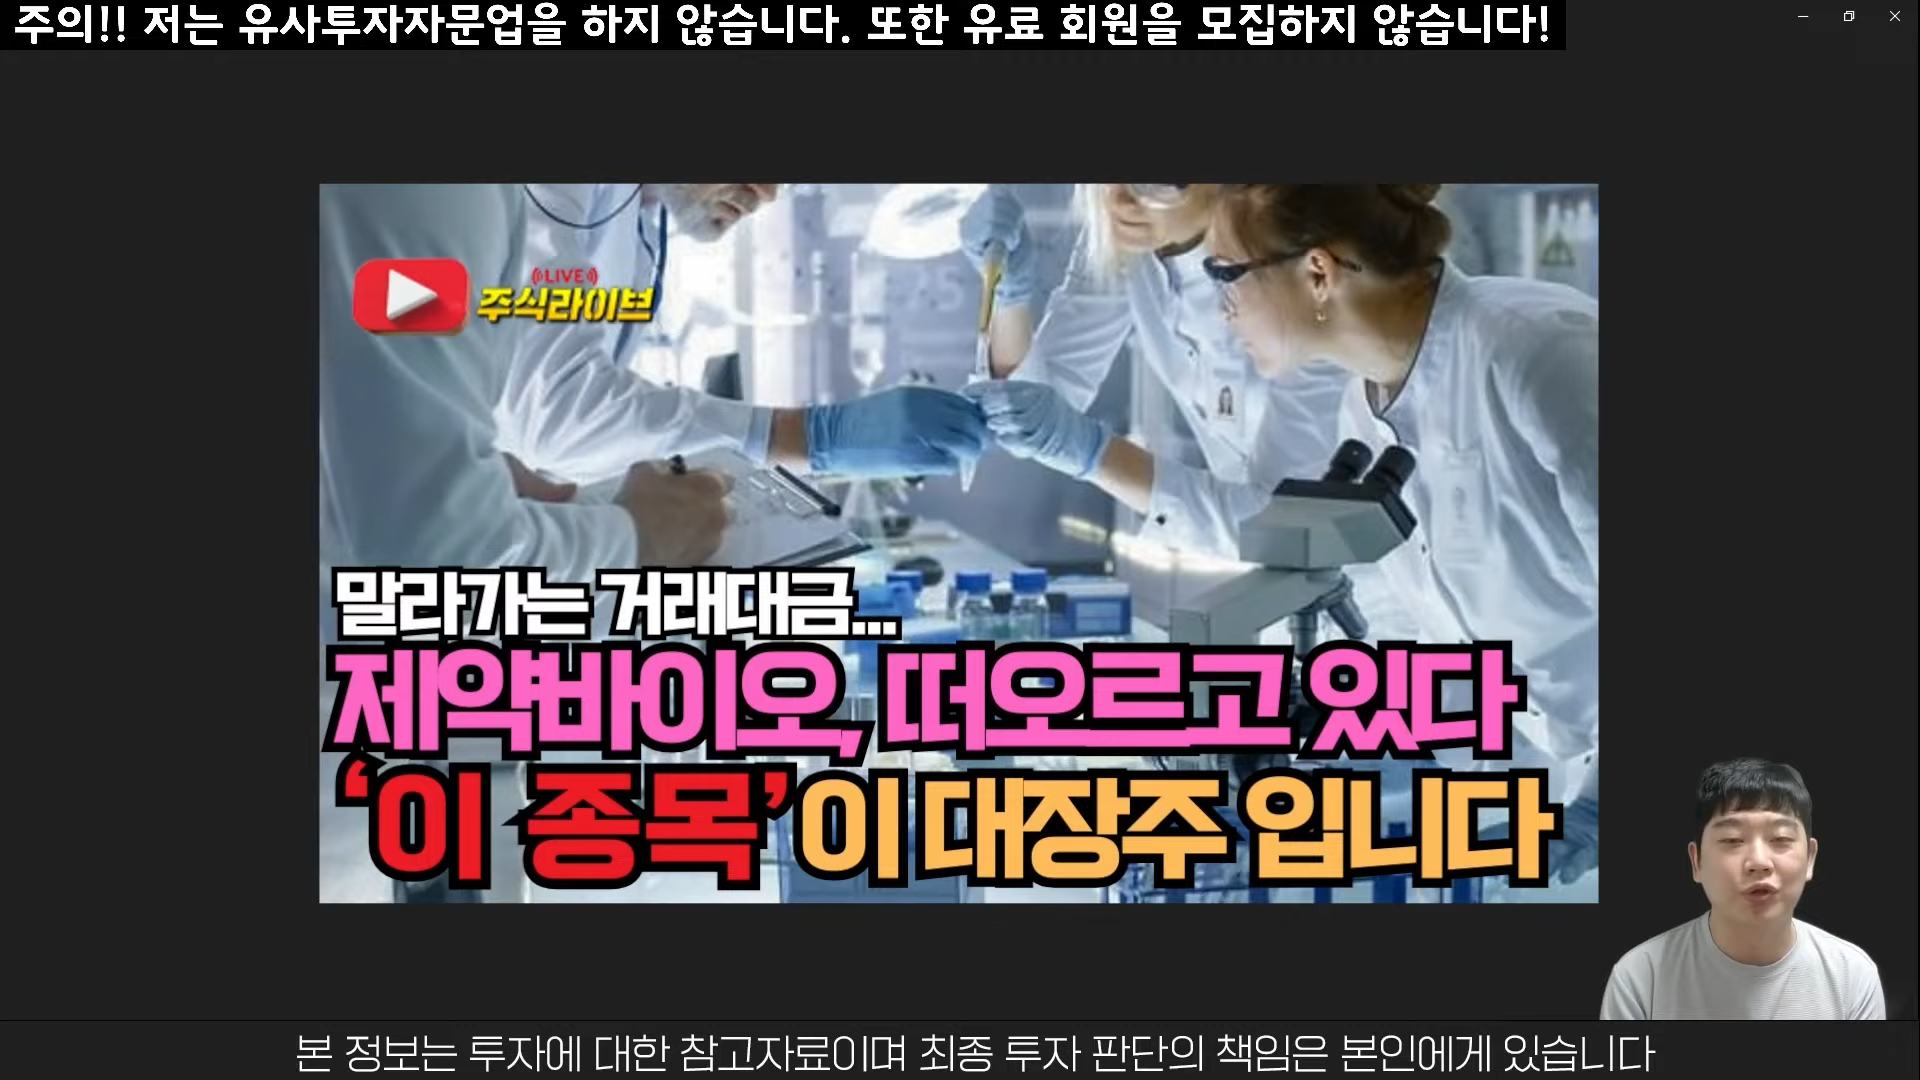 주의!! 저는 유사투자자문업을 하지 않습니다. 또한 유료 회원을 모집하지 않습니다!
LIVE
주식라이브
말라가는 거래대금...
제약바이오, 떠오르고 있다
'이 종목'이 대장주 입니다
본 정보는 투자에 대한 참고자료이며 최종 투자 판단의 책임은 본인에게 있습니다